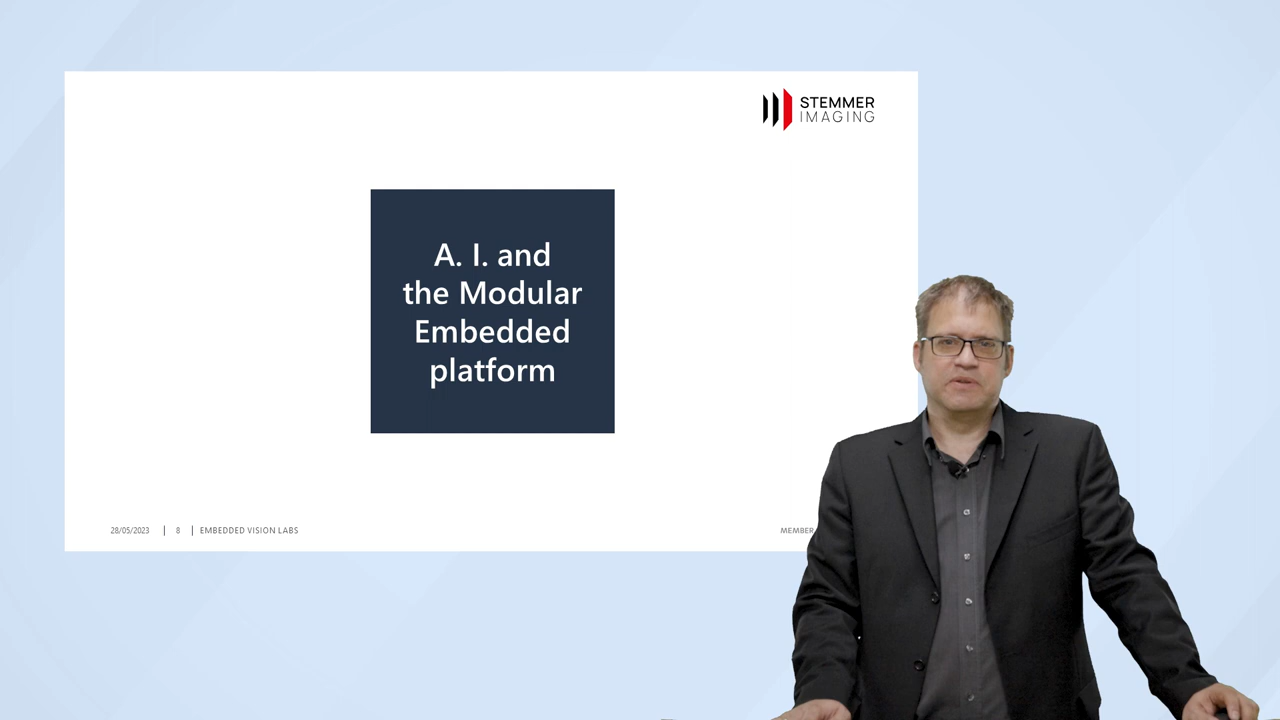 STEMMER
IMAGING
A. I. and
the Modular
Embedded
platform
28/05/2023 | 8 | EMBEDDED VISION LABS
MEMBER